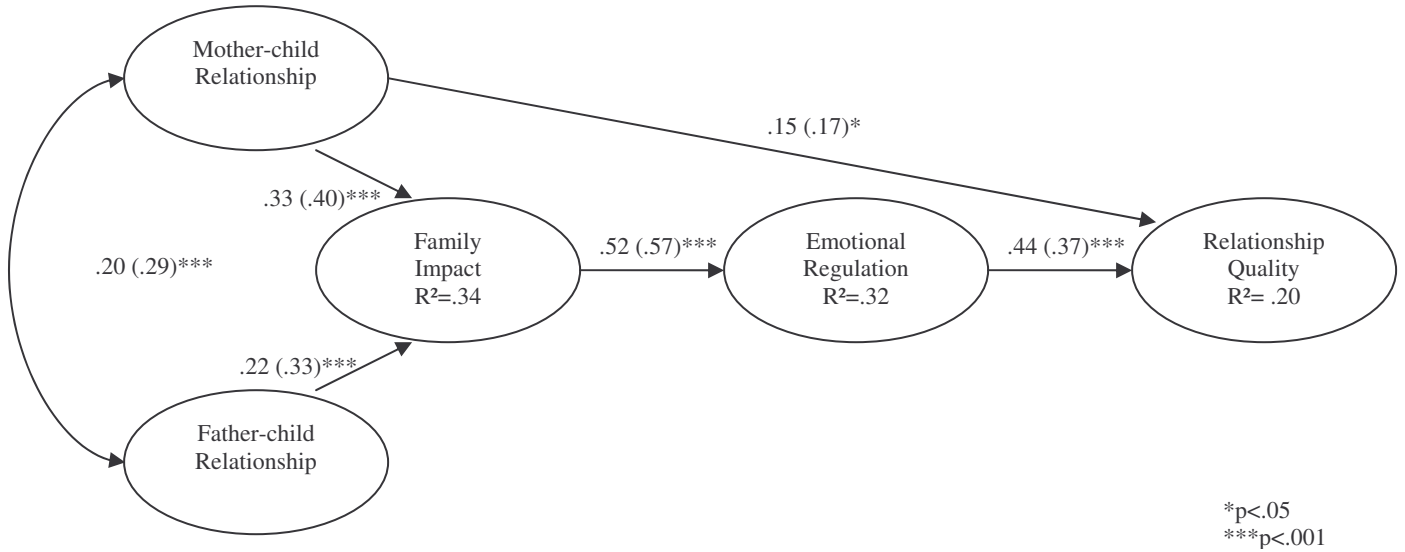 Mother-child
Relationship
.15 (.17)*
.33 (.40)***
Family
Impact
R²=.34
.52 (.57)***
Emotional
Regulation
R²=.32
.44 (.37)***
Relationship
Quality
R²= .20
.20 (.29)***
.22 (.33)***
Father-child
Relationship
*p<.05
***p<.001